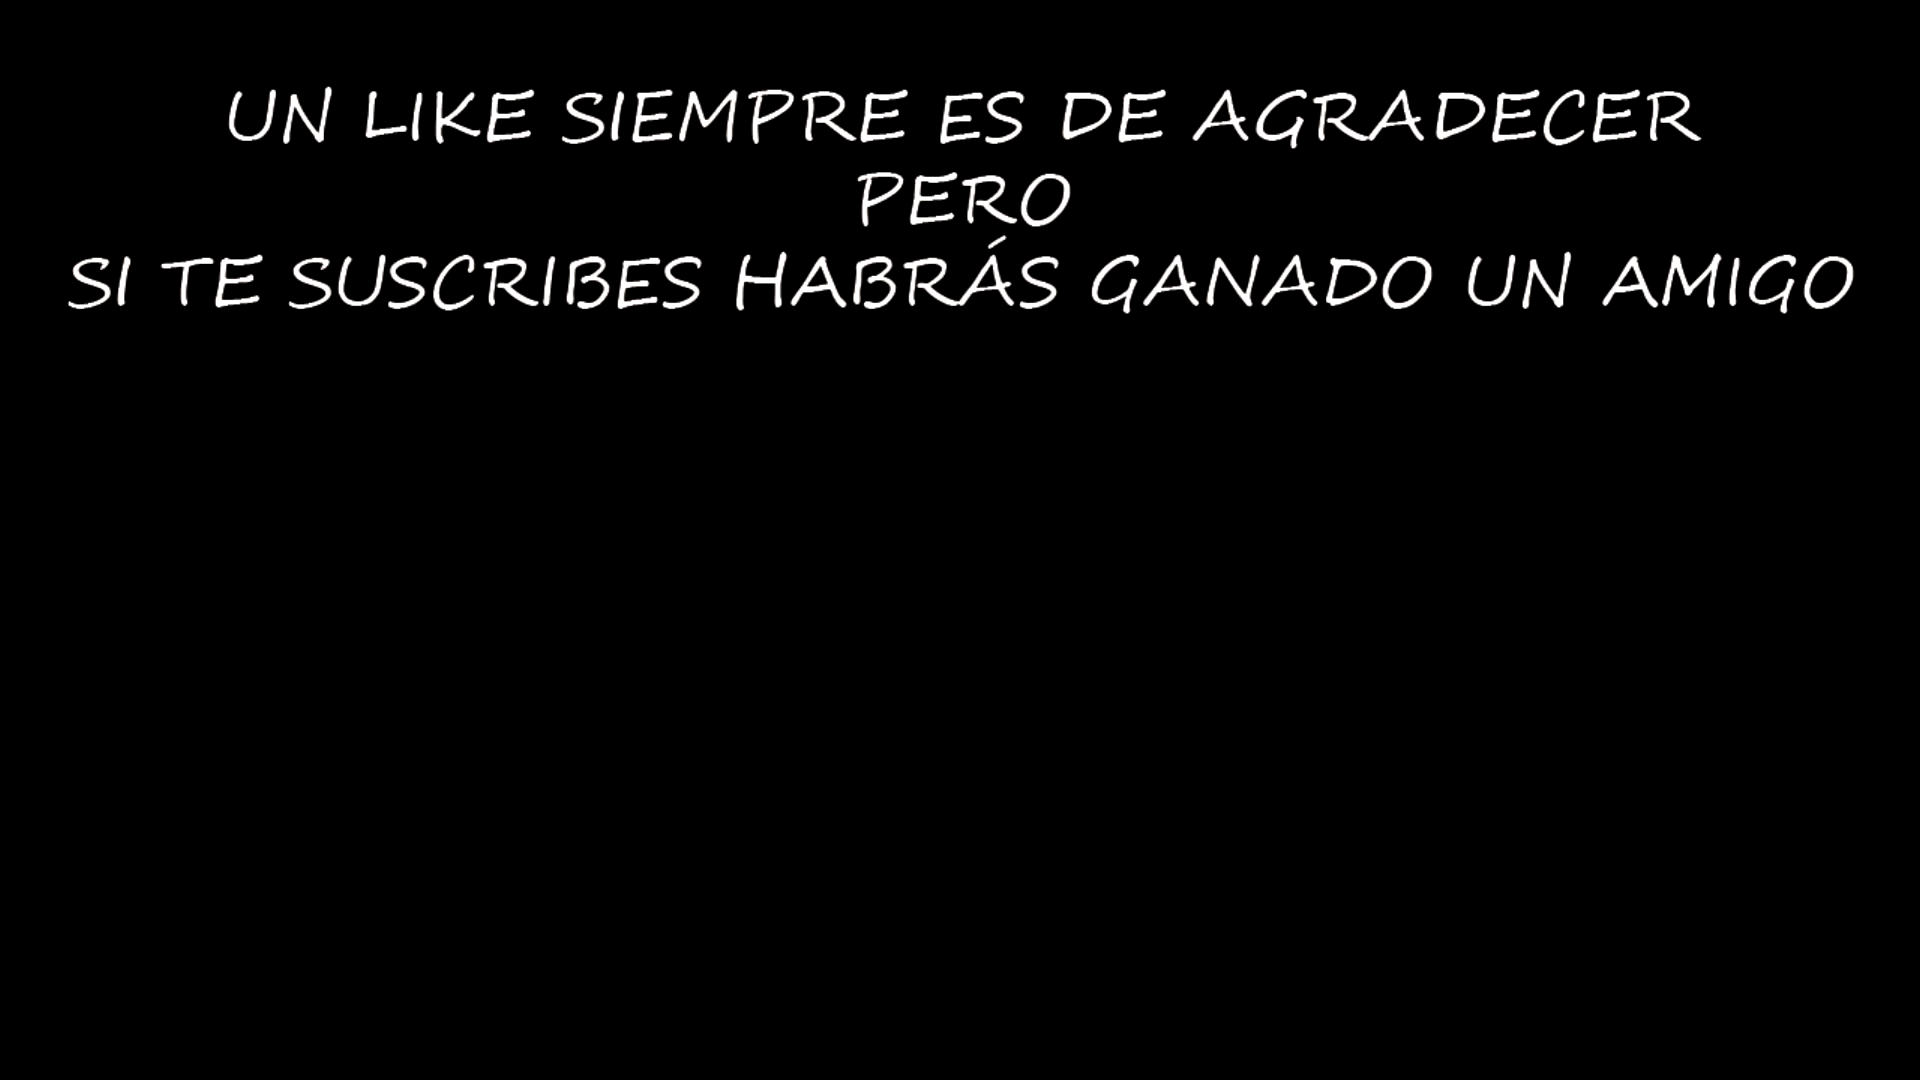 UN LIKE SIEMPRE ES DE AGRADECER
PERO
SI TE SUSCRIBES HABRÁS GANADO UN AMIGO